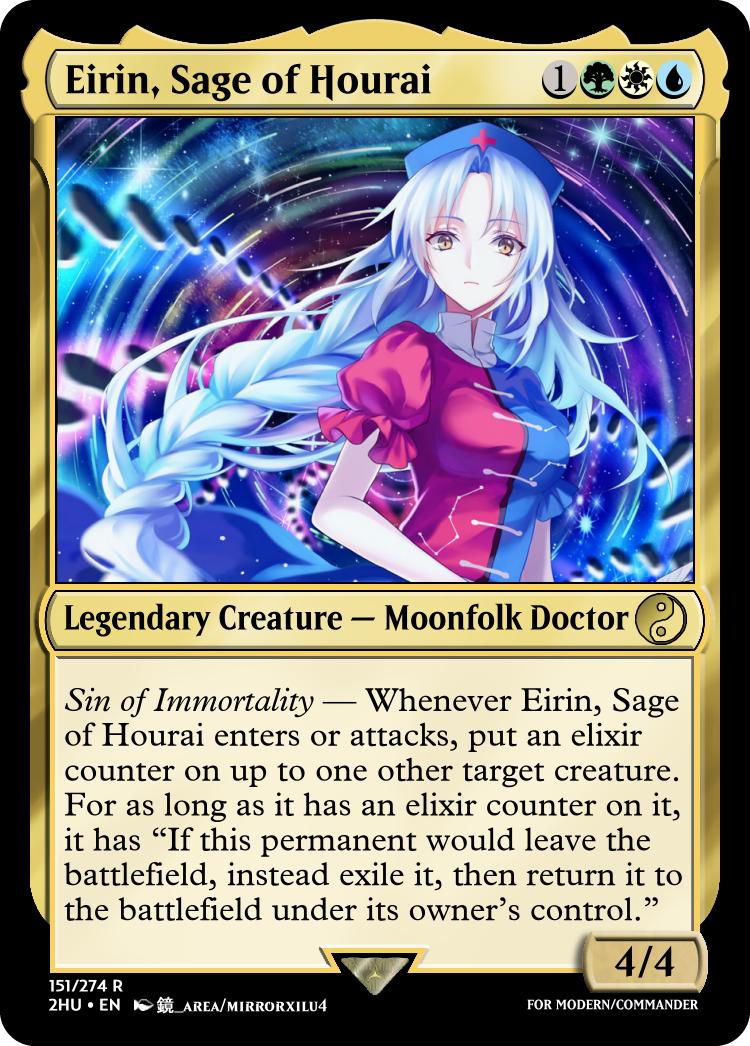 Eirin, Sage of Hourai 1
Legendary Creature — Moonfolk Doctor
Sin of Immortality — Whenever Eirin, Sage
of Hourai enters or attacks, put an elixir
counter on up to one other target creature.
For as long as it has an elixir counter on it,
it has “If this permanent would leave the
battlefield, instead exile it, then return it to
the battlefield under its owner’s control.”
4/4
151/274 R
2HU • EN 鏡_AREA/MIRRORXILU4
FOR MODERN/COMMANDER